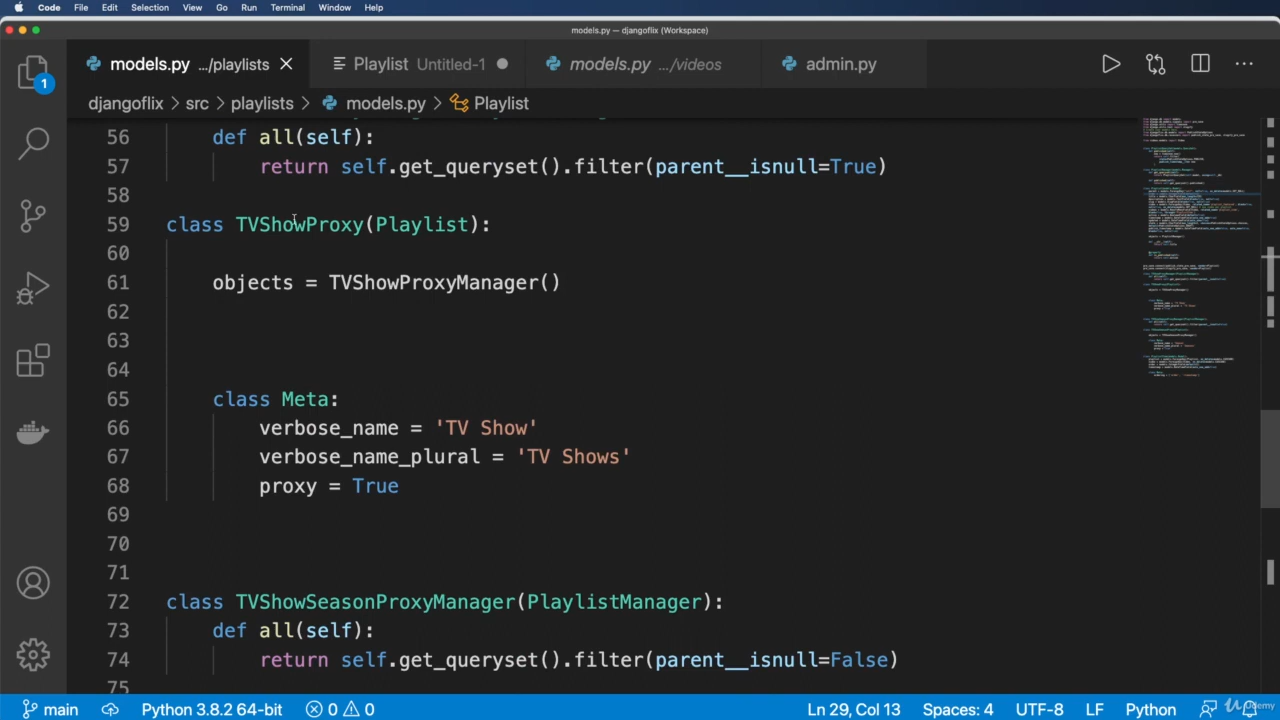 Code File Edit Selection View Go Run Terminal Window Help
models.py — djangoflix (Workspace)
1
models.py .../playlists
Playlist Untitled-1
models.py .../videos
admin.py
djangoflix > src > playlists > models.py > Playlist
56 def all(self):
57 return self.get_queryset().filter(parent__isnull=True)
58
59 class TVShowProxy(Playlist):
60
61 objects = TVShowProxyManager()
62
63
64
65 class Meta:
66 verbose_name = 'TV Show'
67 verbose_name_plural = 'TV Shows'
68 proxy = True
69
70
71
72 class TVShowSeasonProxyManager(PlaylistManager):
73 def all(self):
74 return self.get_queryset().filter(parent__isnull=False)
75
main Python 3.8.2 64-bit 0 0 Ln 29, Col 13 Spaces: 4 UTF-8 LF Python
Udemy